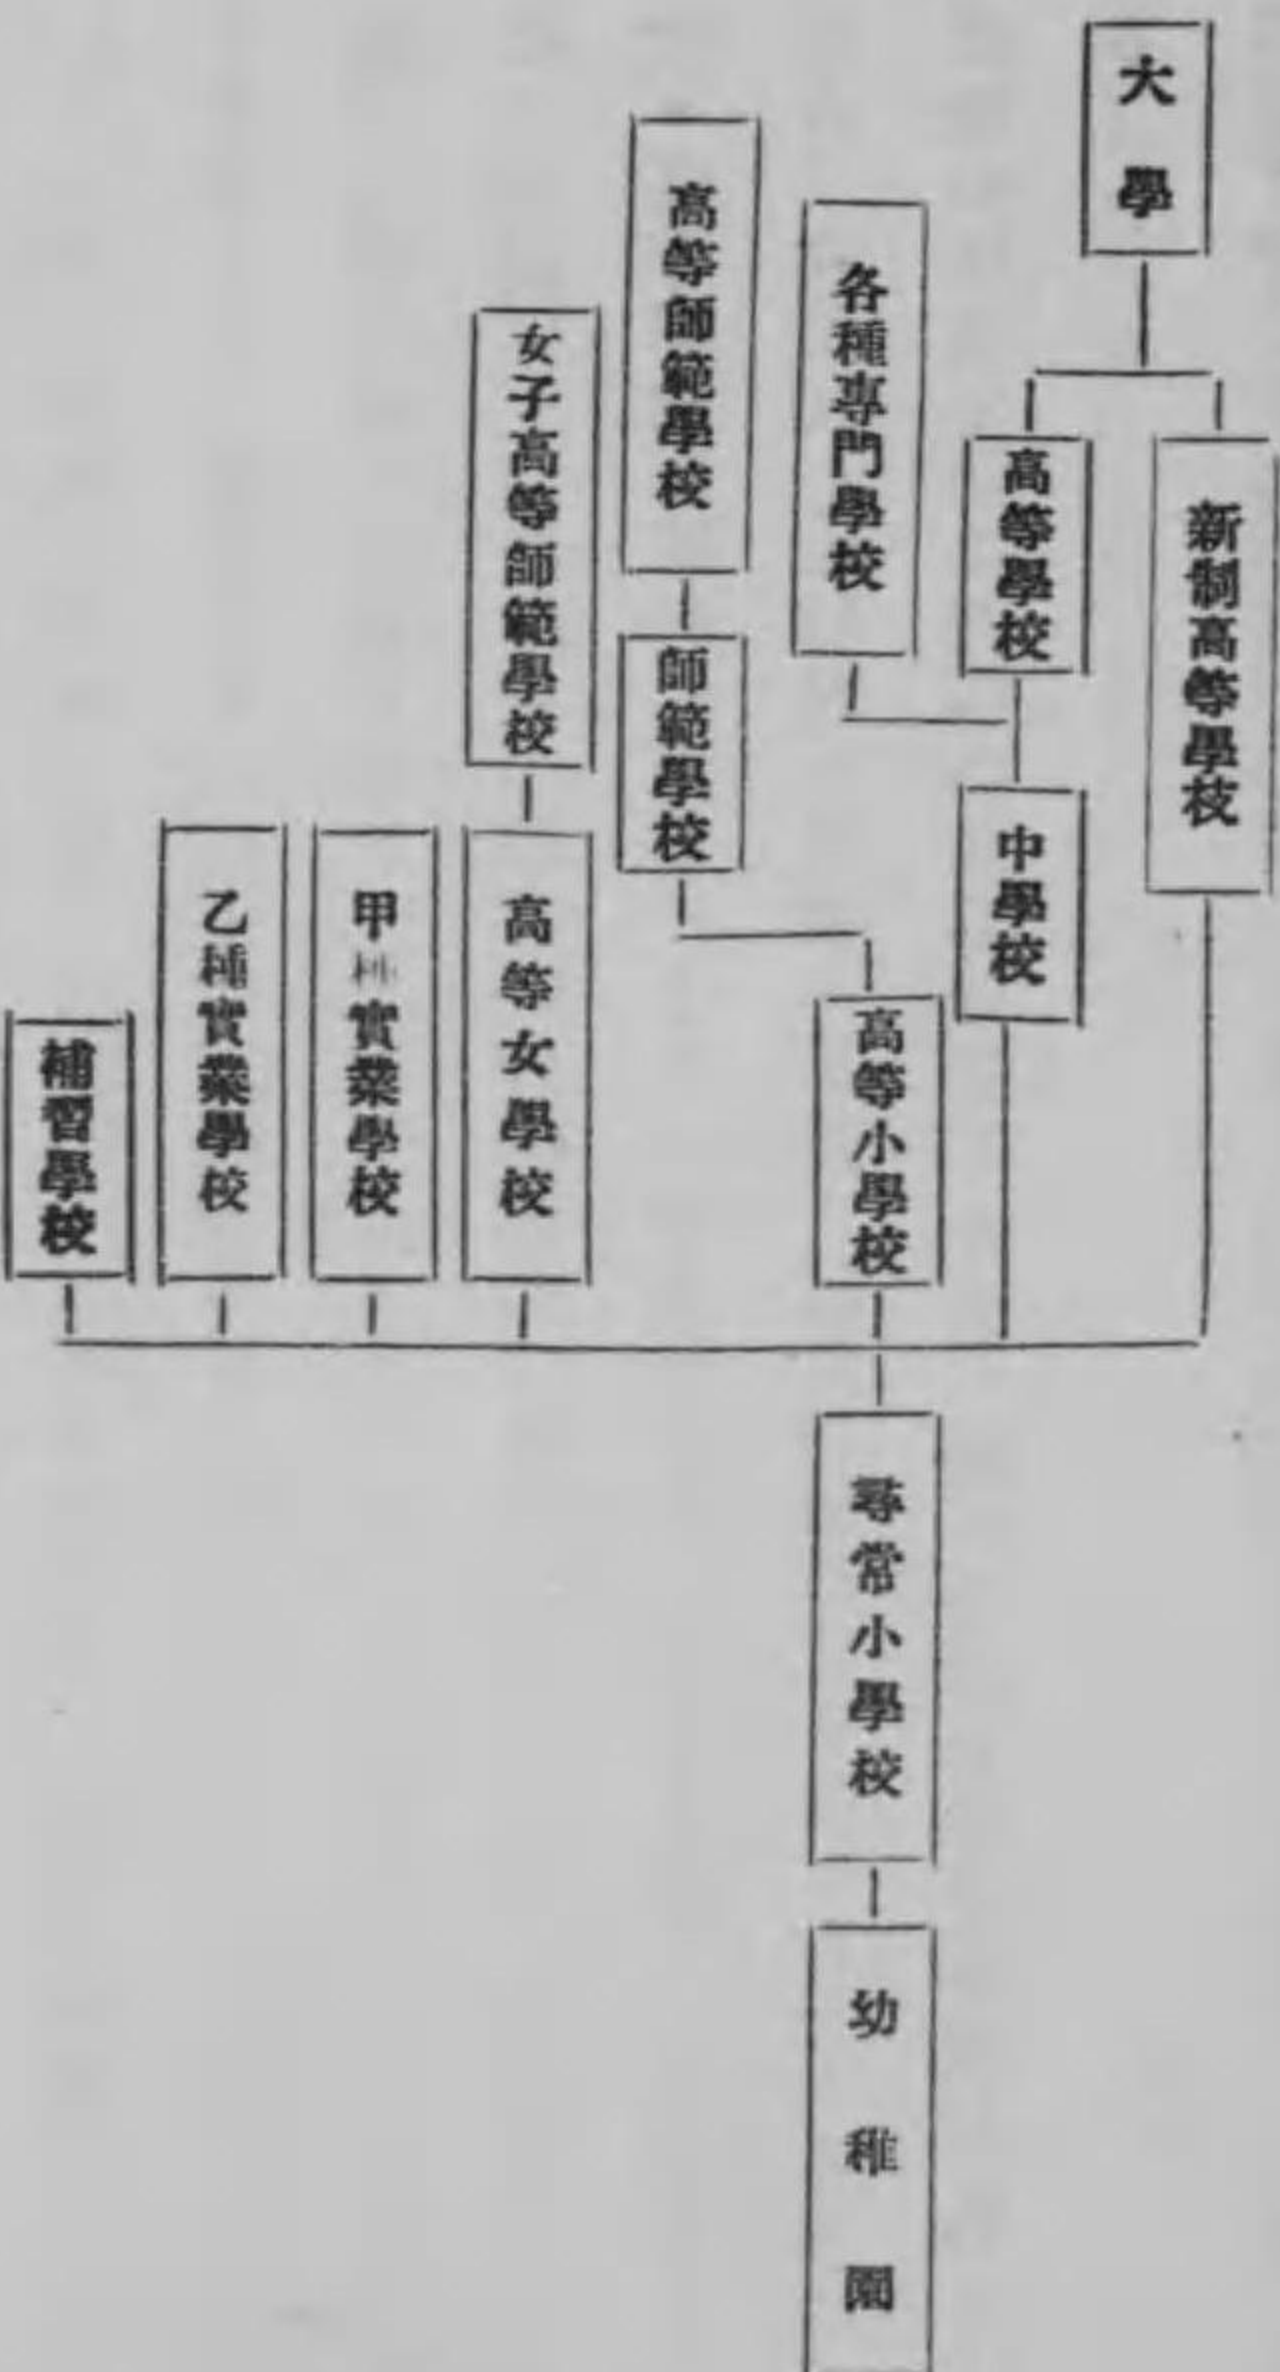 大學
新制高等學校
高等學校
中學校
各種專門學校
高等小學校
高等師範學校
師範學校
女子高等師範學校
高等女學校
甲種實業學校
乙種實業學校
補習學校
尋常小學校
幼稚園